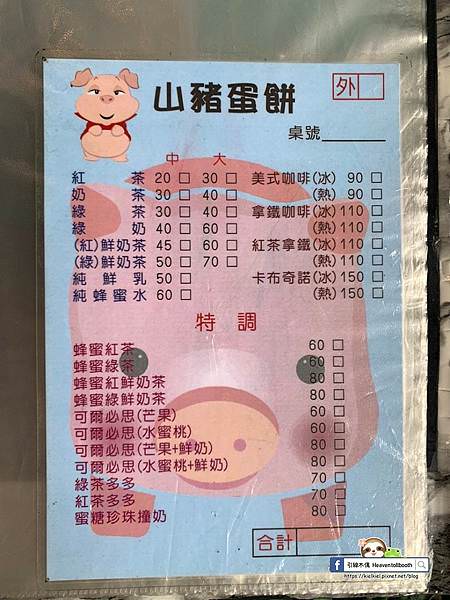 山豬蛋餅
外
桌號
中 大
紅茶 20 □ 30 □ 美式咖啡(冰) 90 □
奶茶 30 □ 40 □ (熱) 90 □
綠茶 30 □ 40 □ 拿鐵咖啡(冰) 110 □
綠奶 40 □ 60 □ (熱) 110 □
(紅)鮮奶茶 45 □ 60 □ 紅茶拿鐵(冰) 110 □
(綠)鮮奶茶 50 □ 70 □ (熱) 110 □
純鮮乳 50 □ 卡布奇諾(冰) 150 □
純蜂蜜水 60 □ (熱) 150 □
特調
蜂蜜紅茶 60 □
蜂蜜綠茶 60 □
蜂蜜紅鮮奶茶 80 □
蜂蜜綠鮮奶茶 80 □
可爾必思(芒果) 60 □
可爾必思(水蜜桃) 60 □
可爾必思(芒果+鮮奶) 80 □
可爾必思(水蜜桃+鮮奶) 80 □
綠茶多多 70 □
紅茶多多 70 □
蜜糖珍珠撞奶 80 □
合計
引線不傎 Heaventollbooth
https://kielkiel.pixnet.net/blog